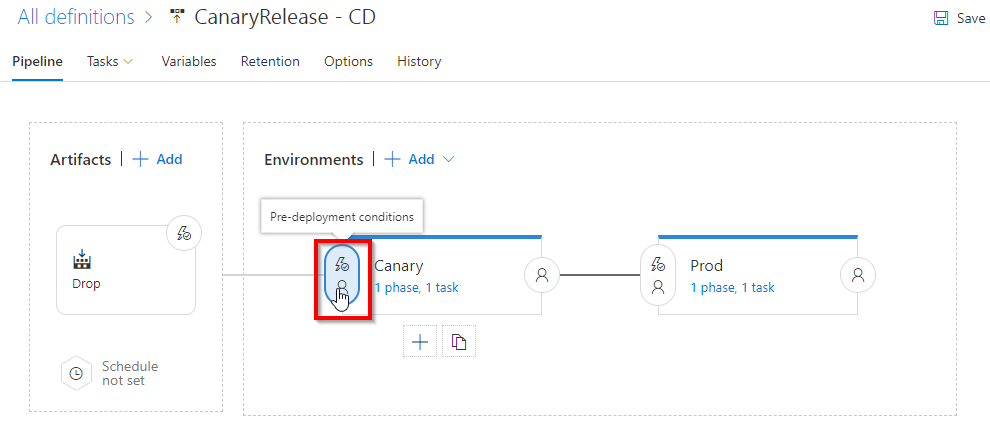 All definitions > CanaryRelease - CD
Save
Pipeline Tasks Variables Retention Options History
Artifacts | + Add
Environments | + Add
Pre-deployment conditions
Drop
Canary
1 phase, 1 task
Prod
1 phase, 1 task
Schedule
not set